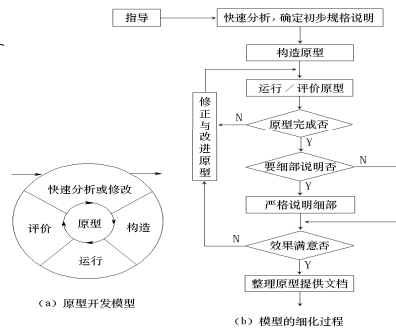 指导
快速分析，确定初步规格说明
构造原型
运行／评价原型
修正与改进原型
N
原型完成否
Y
要细部说明否
N
Y
严格说明细部
N
效果满意否
Y
整理原型提供文档
快速分析或修改
评价
原型
构造
运行
(a) 原型开发模型
(b) 模型的细化过程